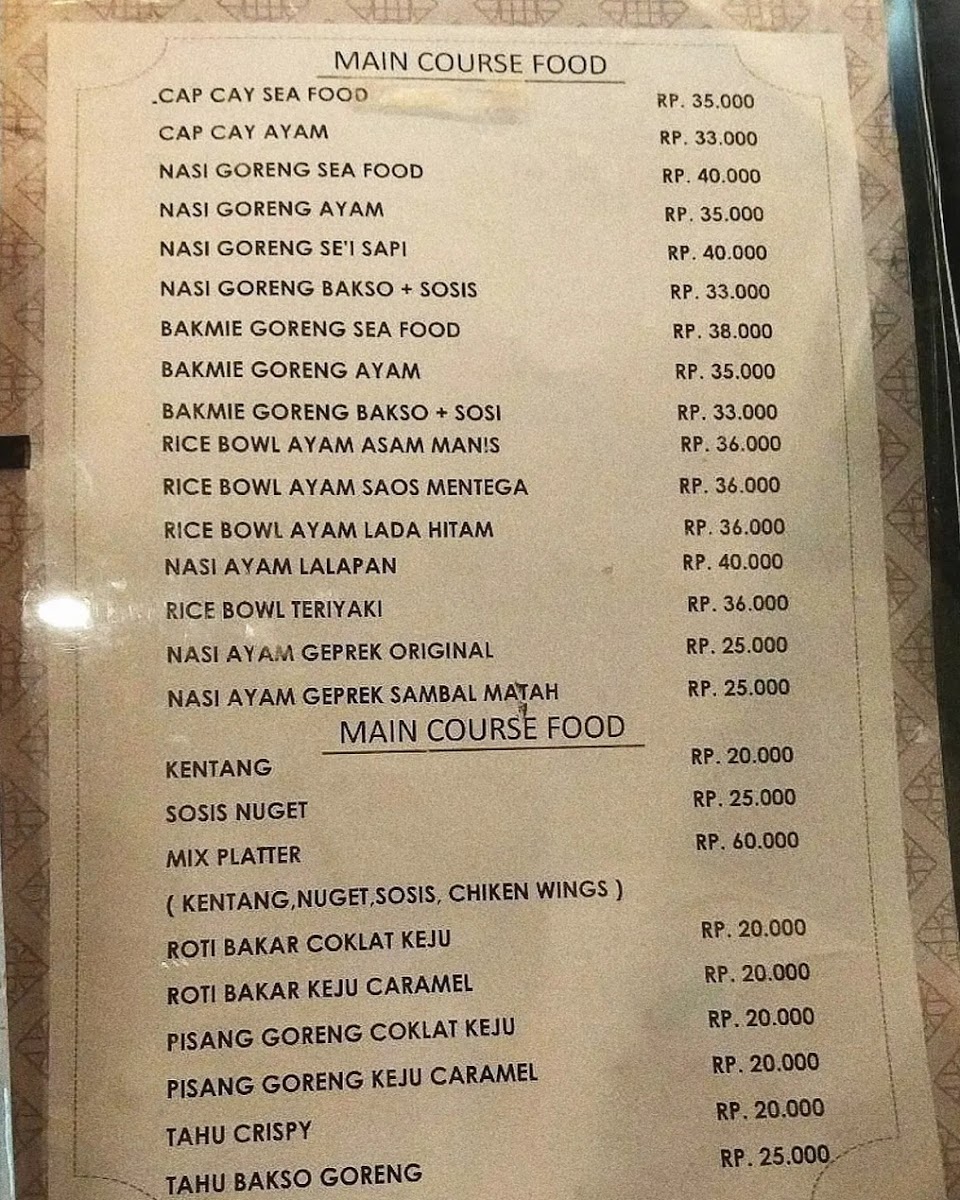 MAIN COURSE FOOD
CAP CAY SEA FOOD RP. 35.000
CAP CAY AYAM RP. 33.000
NASI GORENG SEA FOOD RP. 40.000
NASI GORENG AYAM RP. 35.000
NASI GORENG SE'I SAPI RP. 40.000
NASI GORENG BAKSO + SOSIS RP. 33.000
BAKMIE GORENG SEA FOOD RP. 38.000
BAKMIE GORENG AYAM RP. 35.000
BAKMIE GORENG BAKSO + SOSI RP. 33.000
RICE BOWL AYAM ASAM MANIS RP. 36.000
RICE BOWL AYAM SAOS MENTEGA RP. 36.000
RICE BOWL AYAM LADA HITAM RP. 36.000
NASI AYAM LALAPAN RP. 40.000
RICE BOWL TERIYAKI RP. 36.000
NASI AYAM GEPREK ORIGINAL RP. 25.000
NASI AYAM GEPREK SAMBAL MATAH RP. 25.000
MAIN COURSE FOOD
KENTANG RP. 20.000
SOSIS NUGET RP. 25.000
MIX PLATTER RP. 60.000
( KENTANG,NUGET,SOSIS, CHIKEN WINGS )
ROTI BAKAR COKLAT KEJU RP. 20.000
ROTI BAKAR KEJU CARAMEL RP. 20.000
PISANG GORENG COKLAT KEJU RP. 20.000
PISANG GORENG KEJU CARAMEL RP. 20.000
TAHU CRISPY RP. 20.000
TAHU BAKSO GORENG RP. 25.000